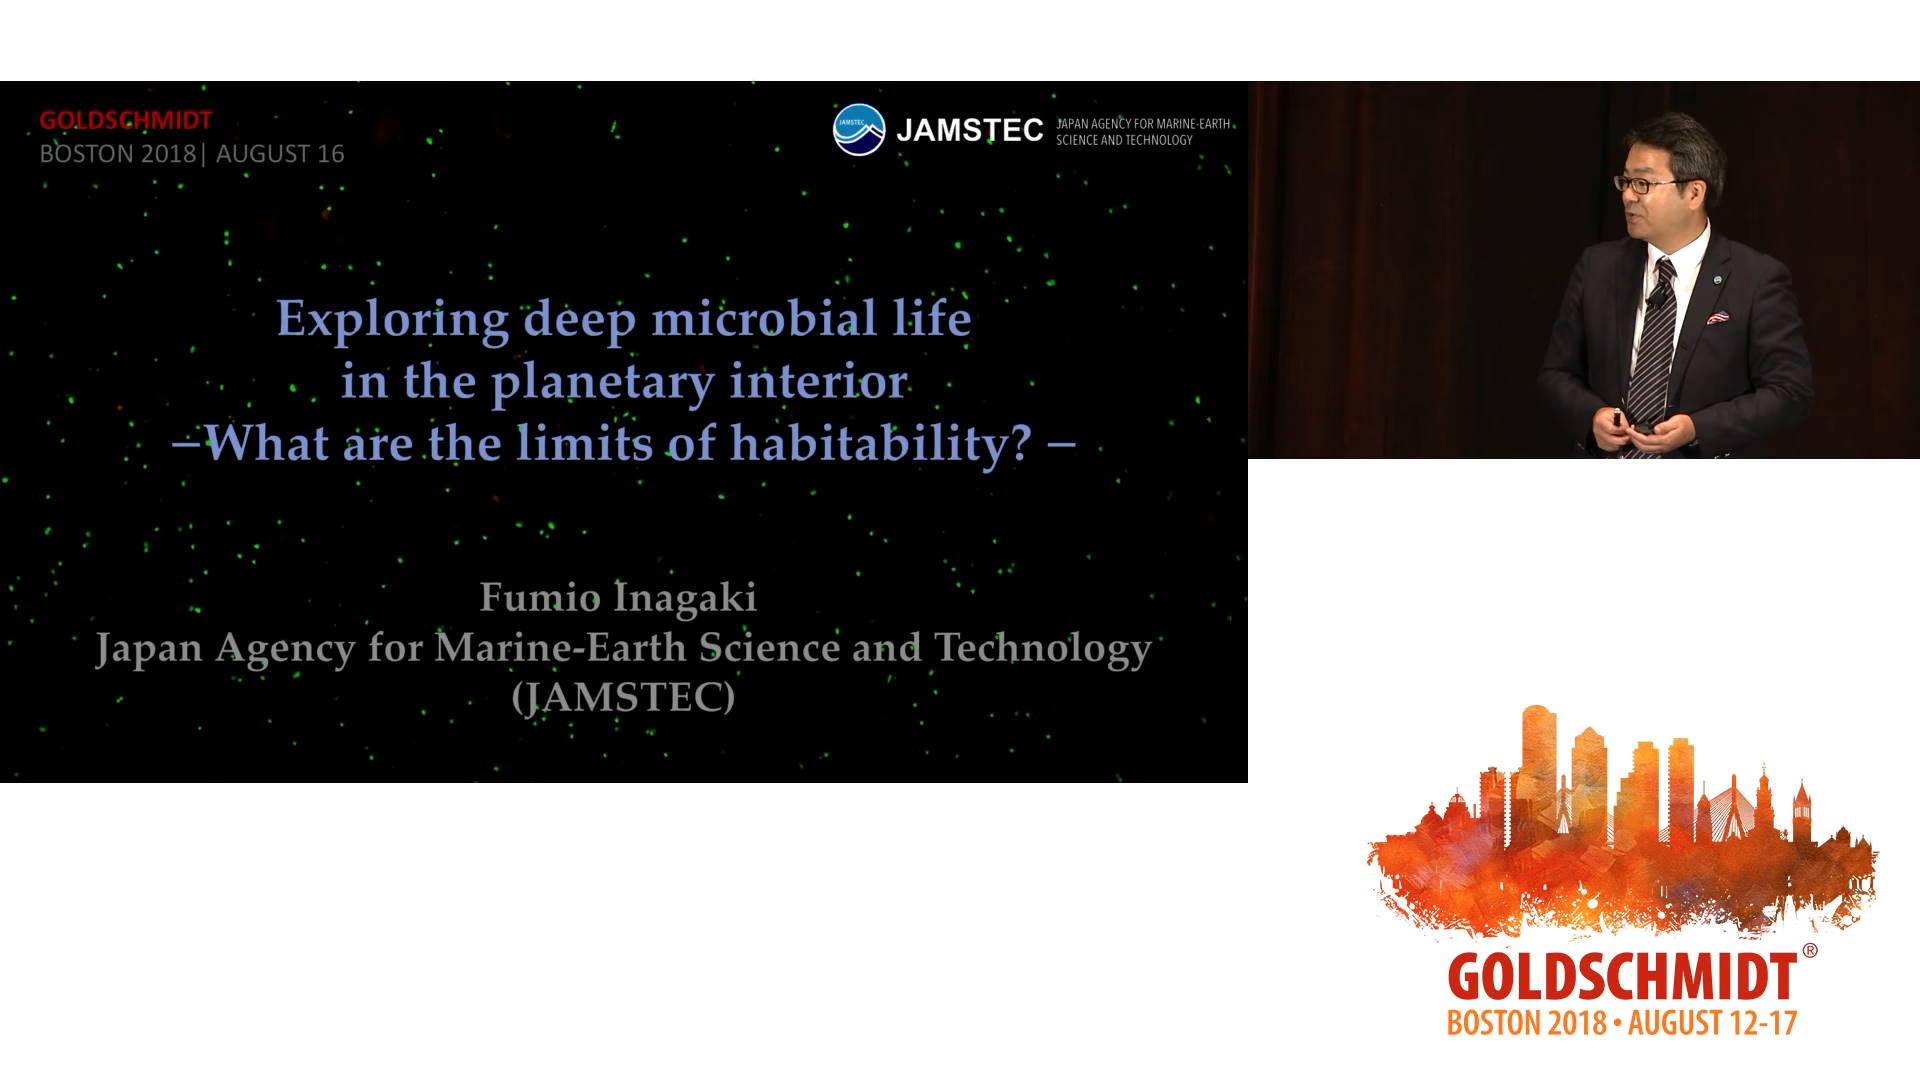 GOLDSCHMIDT
BOSTON 2018| AUGUST 16
JAMSTEC
JAMSTEC
JAPAN AGENCY FOR MARINE-EARTH
SCIENCE AND TECHNOLOGY
Exploring deep microbial life
in the planetary interior
–What are the limits of habitability? –
Fumio Inagaki
Japan Agency for Marine-Earth Science and Technology
(JAMSTEC)
GOLDSCHMIDT®
BOSTON 2018 • AUGUST 12-17